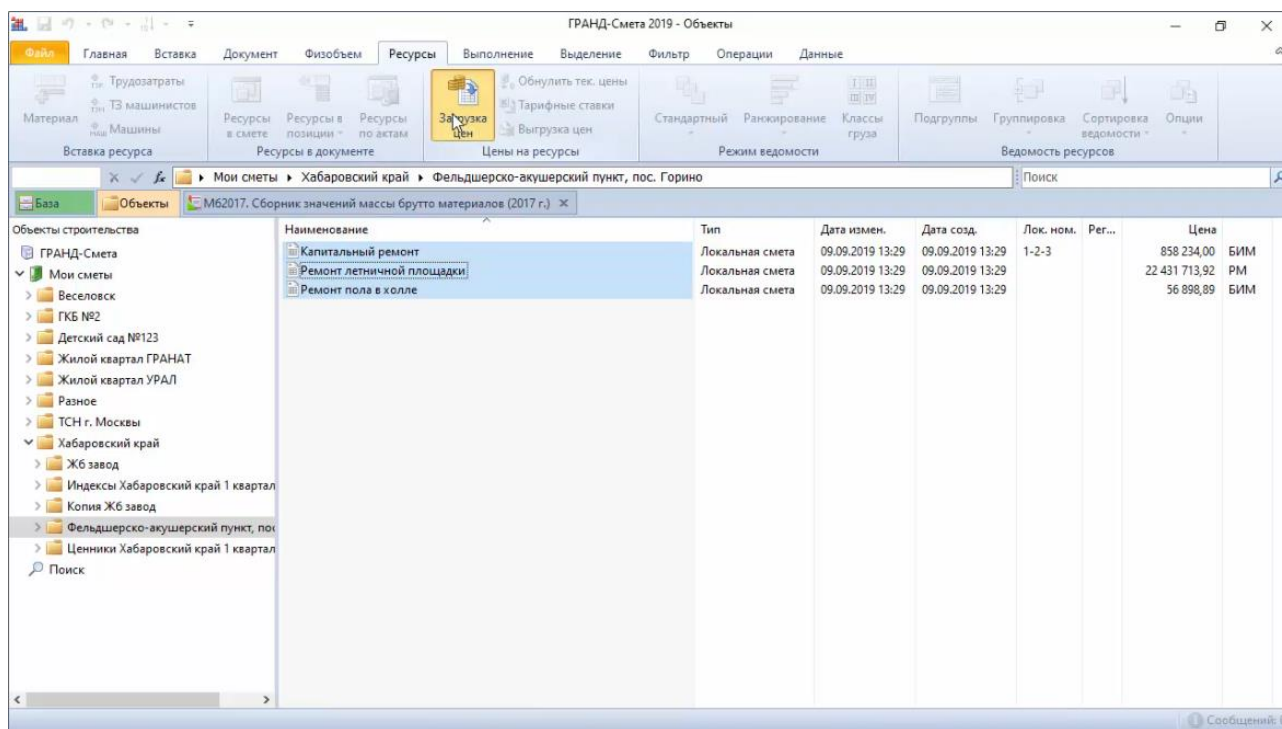 ГРАНД-Смета 2019 - Объекты
Файл Главная Вставка Документ Физобъем Ресурсы Выполнение Выделение Фильтр Операции Данные
Материал
Трудозатраты
ТЗ машинистов
Машины
Вставка ресурса
Ресурсы в смете
Ресурсы в позиции
Ресурсы по актам
Ресурсы в документе
Загрузка цен
Обнулить тек. цены
Тарифные ставки
Выгрузка цен
Цены на ресурсы
Стандартный
Ранжирование
Классы груза
Режим ведомости
Подгруппы
Группировка
Сортировка ведомости
Опции
Ведомость ресурсов
fx Мои сметы Хабаровский край Фельдшерско-акушерский пункт, пос. Горино Поиск
База Объекты М62017. Сборник значений массы брутто материалов (2017 г.)
Объекты строительства
ГРАНД-Смета
Мои сметы
Веселовск
ГКБ №2
Детский сад №123
Жилой квартал ГРАНАТ
Жилой квартал УРАЛ
Разное
ТСН г. Москвы
Хабаровский край
Жб завод
Индексы Хабаровский край 1 квартал
Копия Жб завод
Фельдшерско-акушерский пункт, пос
Ценники Хабаровский край 1 квартал
Поиск
Наименование Тип Дата измен. Дата созд. Лок. ном. Рег... Цена
Капитальный ремонт Локальная смета 09.09.2019 13:29 09.09.2019 13:29 1-2-3 858 234,00 БИМ
Ремонт летничной площадки Локальная смета 09.09.2019 13:29 09.09.2019 13:29 22 431 713,92 РМ
Ремонт пола в холле Локальная смета 09.09.2019 13:29 09.09.2019 13:29 56 898,89 БИМ
Сообщений: